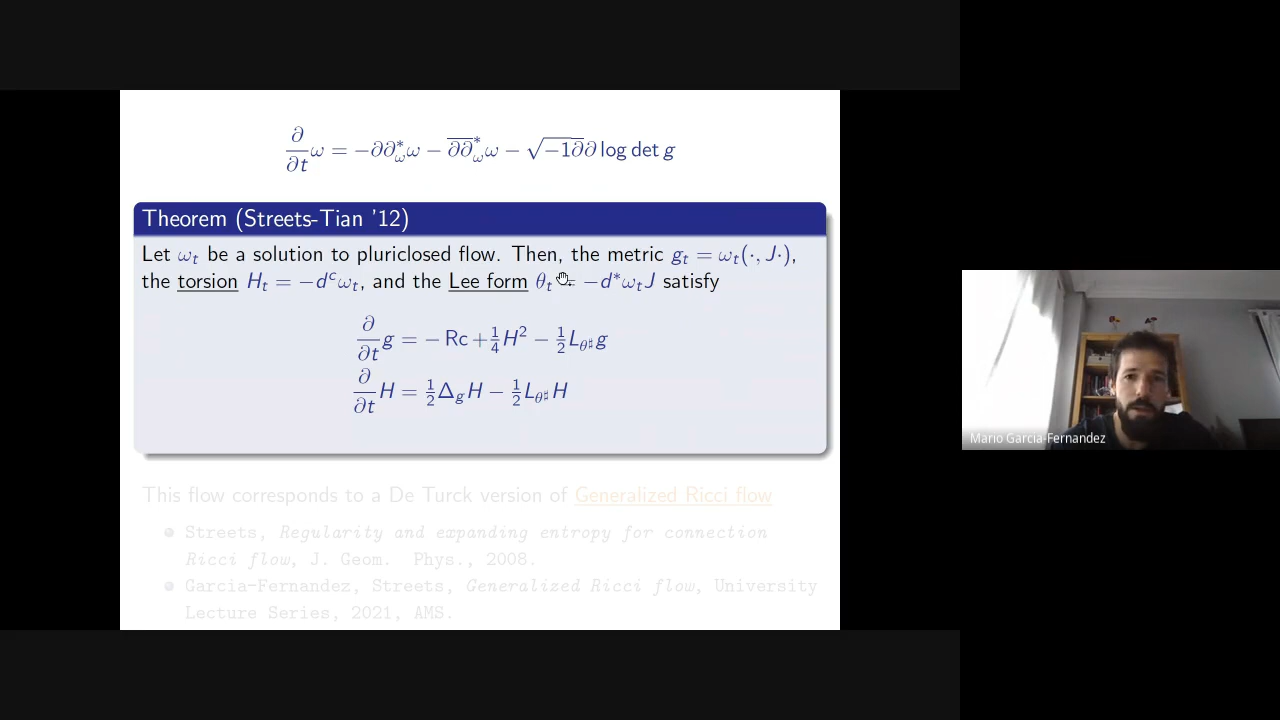 ∂/∂t ω = −∂∂*_ω ω − ∂̄∂̄*_ω ω − √−1∂̄∂ log det g
Theorem (Streets-Tian '12)
Let ω_t be a solution to pluriclosed flow. Then, the metric g_t = ω_t(·, J·),
the torsion H_t = −d^c ω_t, and the Lee form θ_t = −d*ω_t J satisfy
∂/∂t g = − Rc + 1/4 H² − 1/2 L_θ♯ g
∂/∂t H = 1/2 Δ_g H − 1/2 L_θ♯ H
This flow corresponds to a De Turck version of Generalized Ricci flow
Streets, Regularity and expanding entropy for connection
Ricci flow, J. Geom. Phys., 2008.
Garcia-Fernandez, Streets, Generalized Ricci flow, University
Lecture Series, 2021, AMS.
Mario Garcia-Fernandez